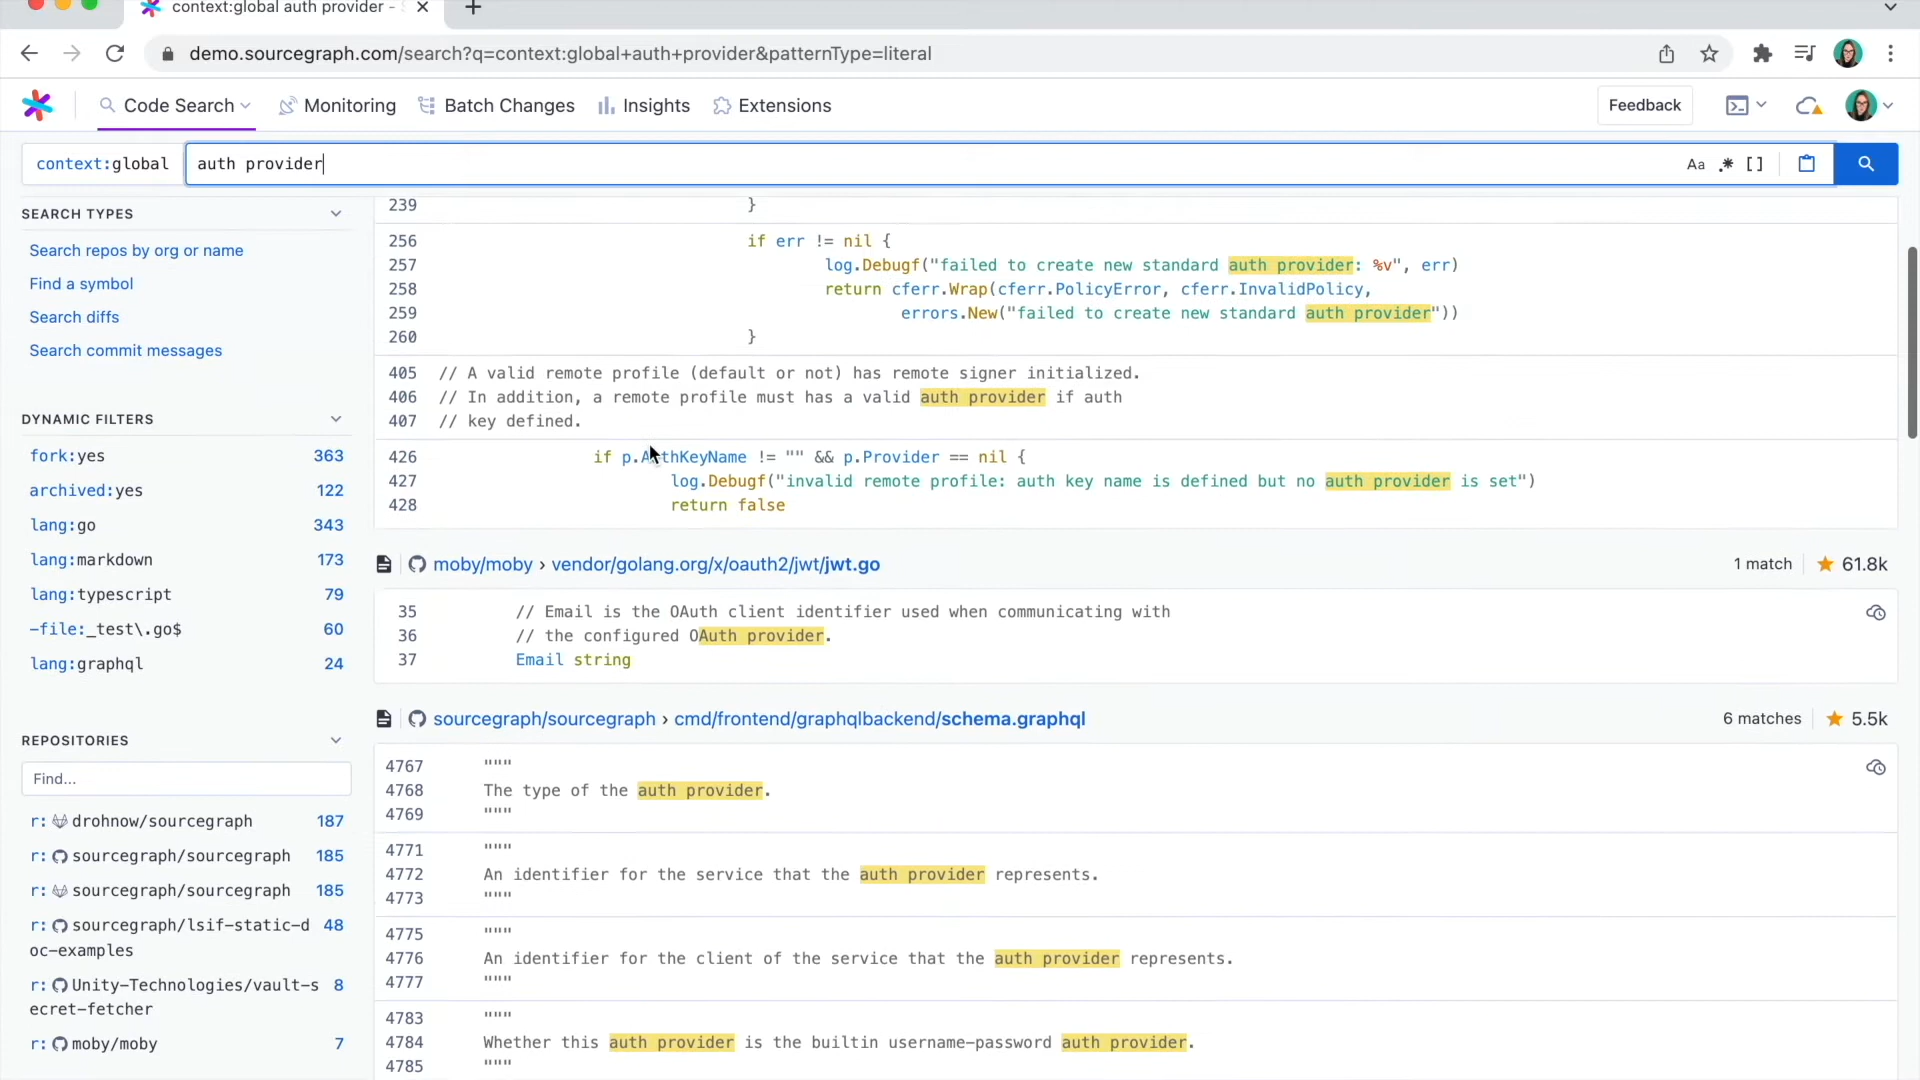 context:global auth provider -
demo.sourcegraph.com/search?q=context:global+auth+provider&patternType=literal
Code Search
Monitoring
Batch Changes
Insights
Extensions
Feedback
context:global
auth provider
Aa .* []
SEARCH TYPES
Search repos by org or name
Find a symbol
Search diffs
Search commit messages
DYNAMIC FILTERS
fork:yes 363
archived:yes 122
lang:go 343
lang:markdown 173
lang:typescript 79
-file:_test\.go$ 60
lang:graphql 24
REPOSITORIES
Find...
r: drohnow/sourcegraph 187
r: sourcegraph/sourcegraph 185
r: sourcegraph/sourcegraph 185
r: sourcegraph/lsif-static-d 48
oc-examples
r: Unity-Technologies/vault-s 8
ecret-fetcher
r: moby/moby 7
239 }
256 if err != nil {
257 log.Debugf("failed to create new standard auth provider: %v", err)
258 return cferr.Wrap(cferr.PolicyError, cferr.InvalidPolicy,
259 errors.New("failed to create new standard auth provider"))
260 }
405 // A valid remote profile (default or not) has remote signer initialized.
406 // In addition, a remote profile must has a valid auth provider if auth
407 // key defined.
426 if p.AuthKeyName != "" && p.Provider == nil {
427 log.Debugf("invalid remote profile: auth key name is defined but no auth provider is set")
428 return false
moby/moby › vendor/golang.org/x/oauth2/jwt/jwt.go 1 match 61.8k
35 // Email is the OAuth client identifier used when communicating with
36 // the configured OAuth provider.
37 Email string
sourcegraph/sourcegraph › cmd/frontend/graphqlbackend/schema.graphql 6 matches 5.5k
4767 """
4768 The type of the auth provider.
4769 """
4771 """
4772 An identifier for the service that the auth provider represents.
4773 """
4775 """
4776 An identifier for the client of the service that the auth provider represents.
4777 """
4783 """
4784 Whether this auth provider is the builtin username-password auth provider.
4785 """